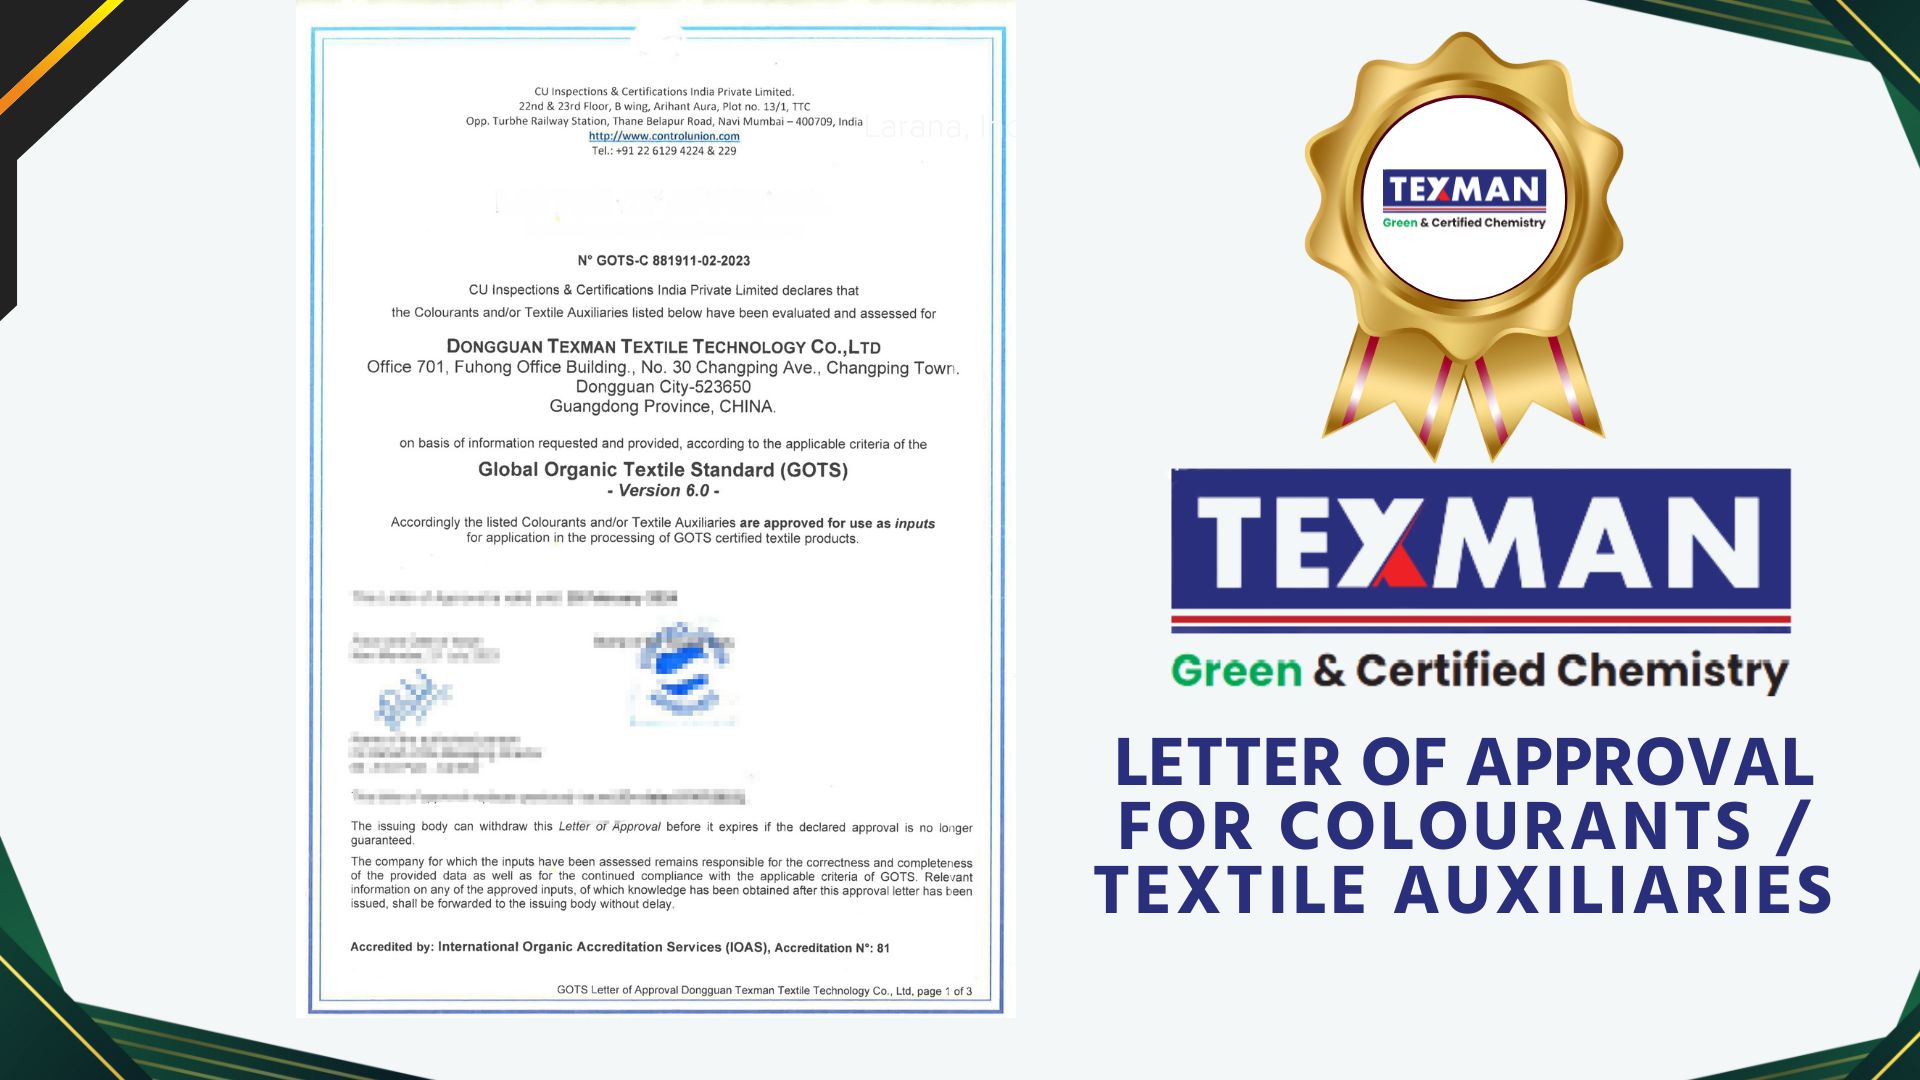 CU Inspections & Certifications India Private Limited.
22nd & 23rd Floor, B wing, Arihant Aura, Plot no. 13/1, TTC
Opp. Turbhe Railway Station, Thane Belapur Road, Navi Mumbai – 400709, India
http://www.controlunion.com
Tel.: +91 22 6129 4224 & 229
Larana, Inc
N° GOTS-C 881911-02-2023
CU Inspections & Certifications India Private Limited declares that
the Colourants and/or Textile Auxiliaries listed below have been evaluated and assessed for
DONGGUAN TEXMAN TEXTILE TECHNOLOGY CO.,LTD
Office 701, Fuhong Office Building., No. 30 Changping Ave., Changping Town.
Dongguan City-523650
Guangdong Province, CHINA.
on basis of information requested and provided, according to the applicable criteria of the
Global Organic Textile Standard (GOTS)
- Version 6.0 -
Accordingly the listed Colourants and/or Textile Auxiliaries are approved for use as inputs
for application in the processing of GOTS certified textile products.
The issuing body can withdraw this Letter of Approval before it expires if the declared approval is no longer
guaranteed.
The company for which the inputs have been assessed remains responsible for the correctness and completeness
of the provided data as well as for the continued compliance with the applicable criteria of GOTS. Relevant
information on any of the approved inputs, of which knowledge has been obtained after this approval letter has been
issued, shall be forwarded to the issuing body without delay.
Accredited by: International Organic Accreditation Services (IOAS), Accreditation N°: 81
GOTS Letter of Approval Dongguan Texman Textile Technology Co., Ltd, page 1 of 3
TEXMAN
Green & Certified Chemistry
TEXMAN
Green & Certified Chemistry
LETTER OF APPROVAL
FOR COLOURANTS /
TEXTILE AUXILIARIES